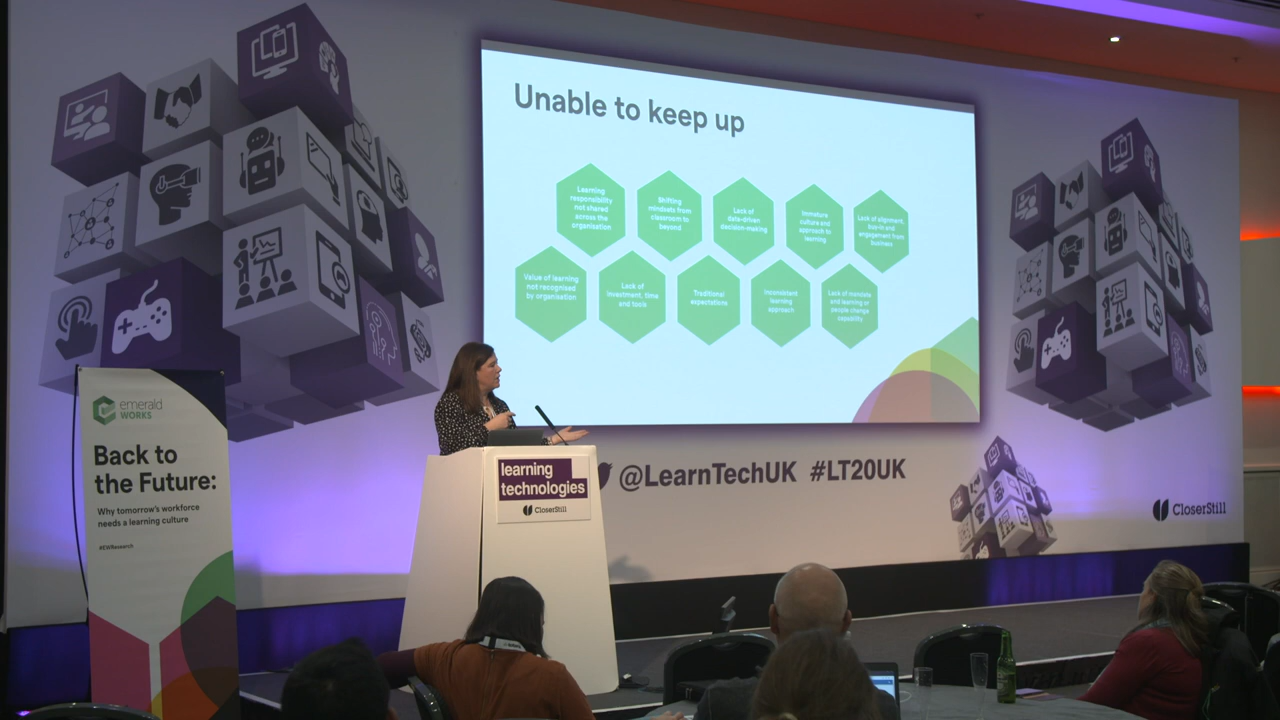 Unable to keep up
Learning
responsibility
not shared
across the
organisation
Shifting
mindsets from
classroom to
beyond
Lack of
data-driven
decision-making
Immature
culture and
approach to
learning
Lack of alignment,
buy-in and
engagement from
business
Value of learning
not recognised
by organisation
Lack of
investment, time
and tools
Traditional
expectations
Inconsistent
learning
approach
Lack of mandate
and learning or
people change
capability
emerald
WORKS
Back to
the Future:
Why tomorrow's workforce
needs a learning culture
#EWResearch
learning
technologies
CloserStill
@LearnTechUK #LT20UK
CloserStill